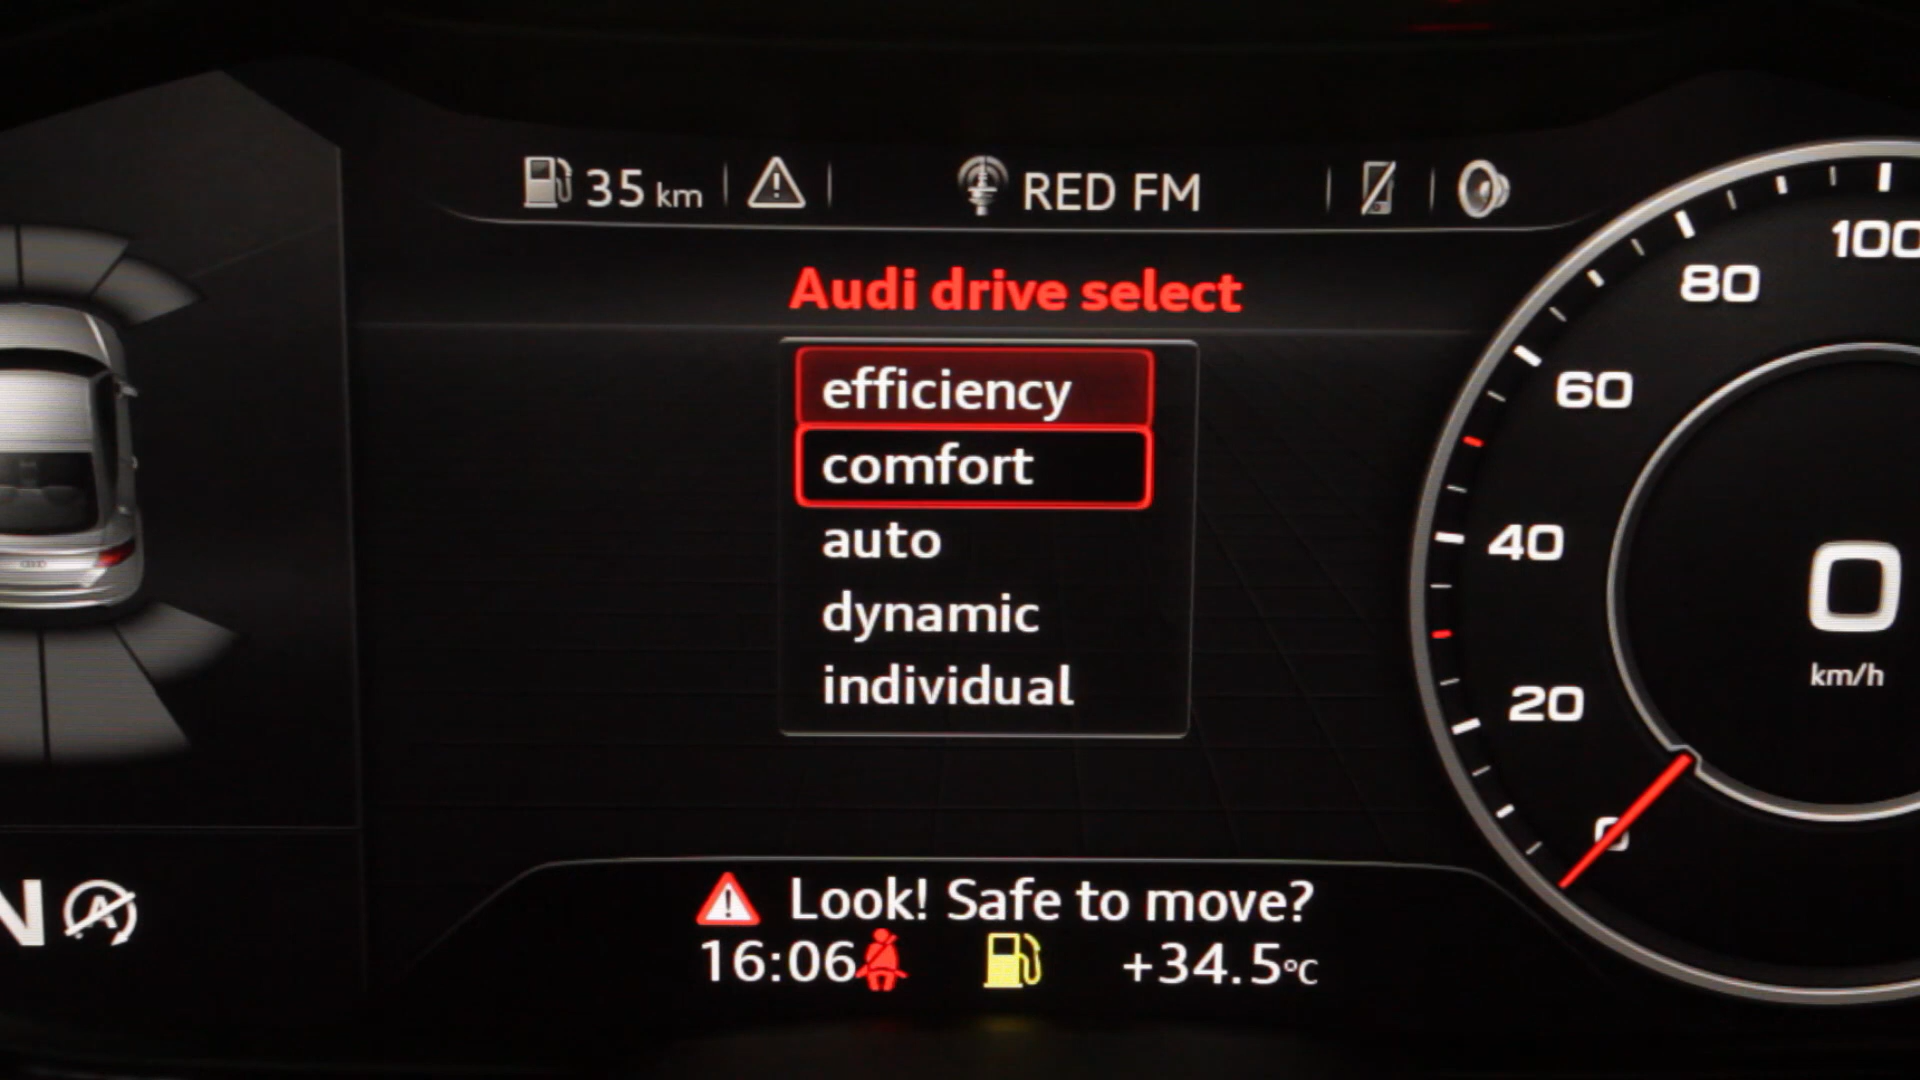 35 km
RED FM
Audi drive select
efficiency
comfort
auto
dynamic
individual
100
80
60
40
20
0
0
km/h
N
Look! Safe to move?
16:06
+34.5°C